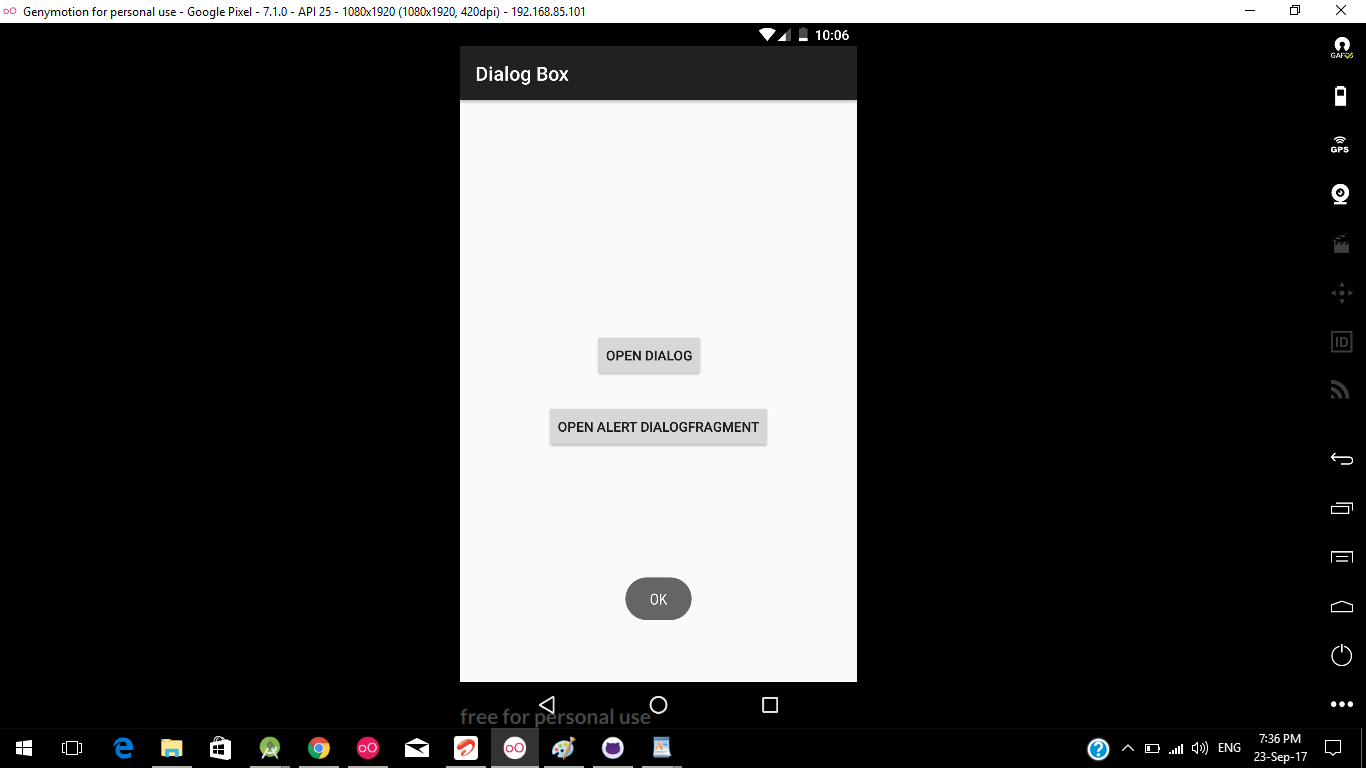 Genymotion for personal use - Google Pixel - 7.1.0 - API 25 - 1080x1920 (1080x1920, 420dpi) - 192.168.85.101
10:06
Dialog Box
GPS
OPEN DIALOG
ID
OPEN ALERT DIALOGFRAGMENT
OK
free for personal use
ENG
7:36 PM
23-Sep-17